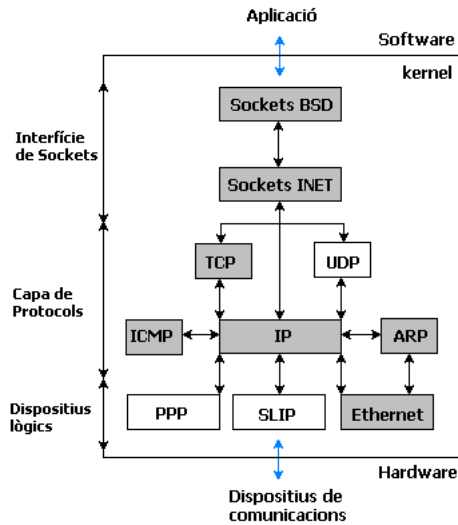 Aplicació
Software
kernel
Sockets BSD
Interfície
de Sockets
Sockets INET
TCP
UDP
Capa de
Protocols
ICMP
IP
ARP
Dispositius
lògics
PPP
SLIP
Ethernet
Hardware
Dispositius de
comunicacions